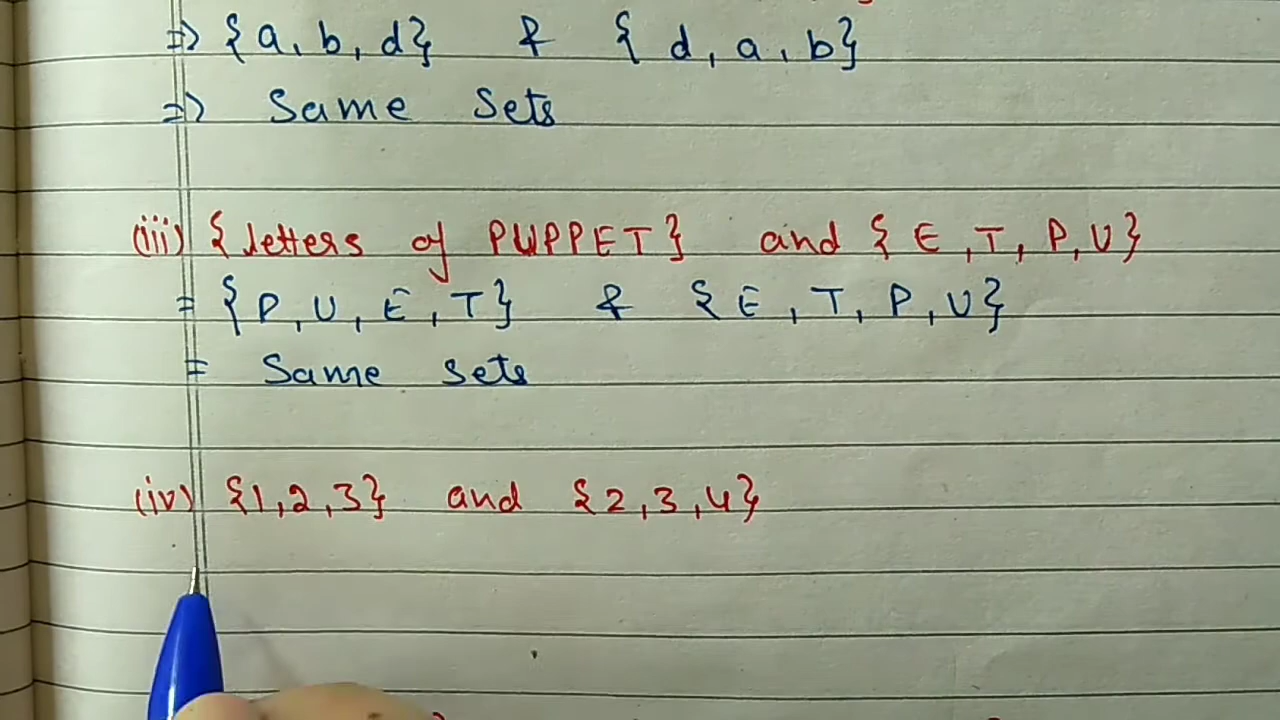 ⇒ {a, b, d} & {d, a, b}
⇒ Same sets
(iii) {letters of PUPPET} and {E, T, P, U}
= {P, U, E, T} & {E, T, P, U}
= Same sets
(iv) {1, 2, 3} and {2, 3, 4}